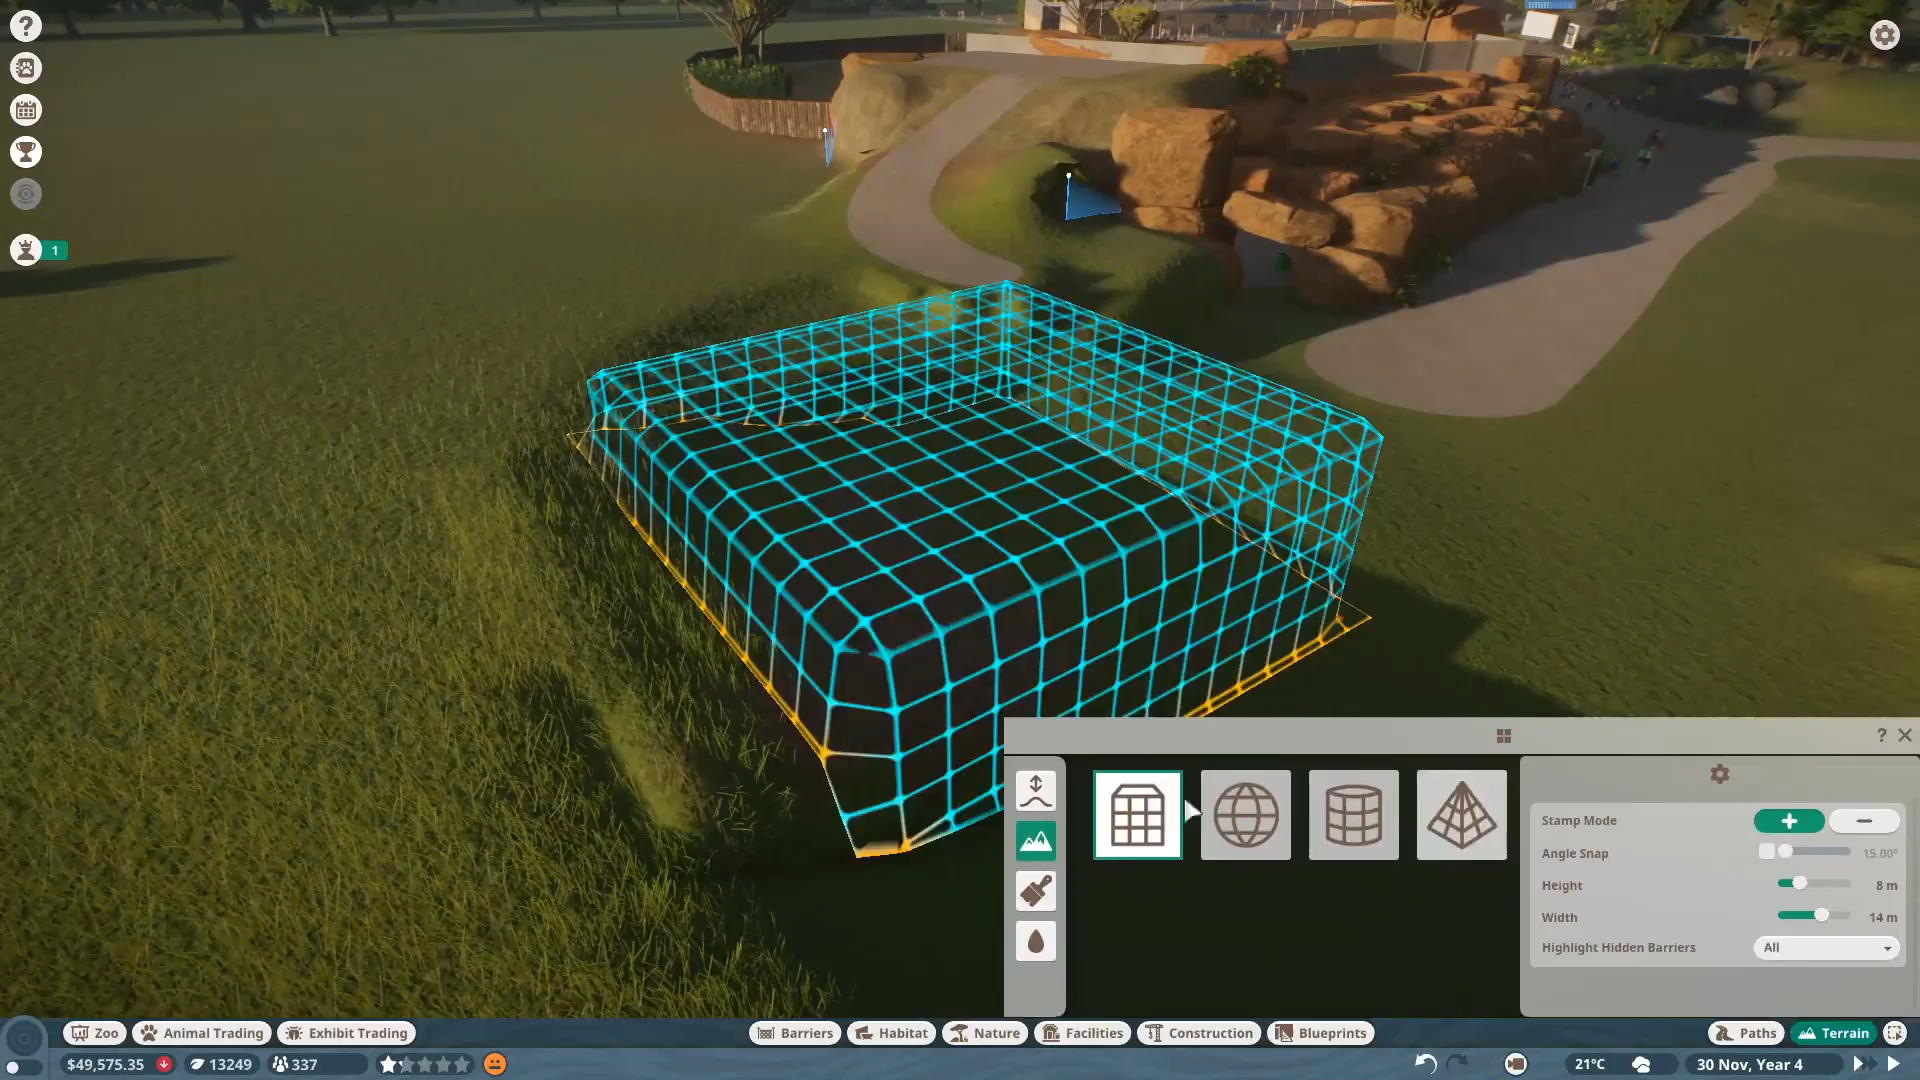 ?
1
?
Stamp Mode
Angle Snap 15.00°
Height 8 m
Width 14 m
Highlight Hidden Barriers All
Zoo Animal Trading Exhibit Trading Barriers Habitat Nature Facilities Construction Blueprints Paths Terrain
$49,575.35 13249 337 21°C 30 Nov, Year 4